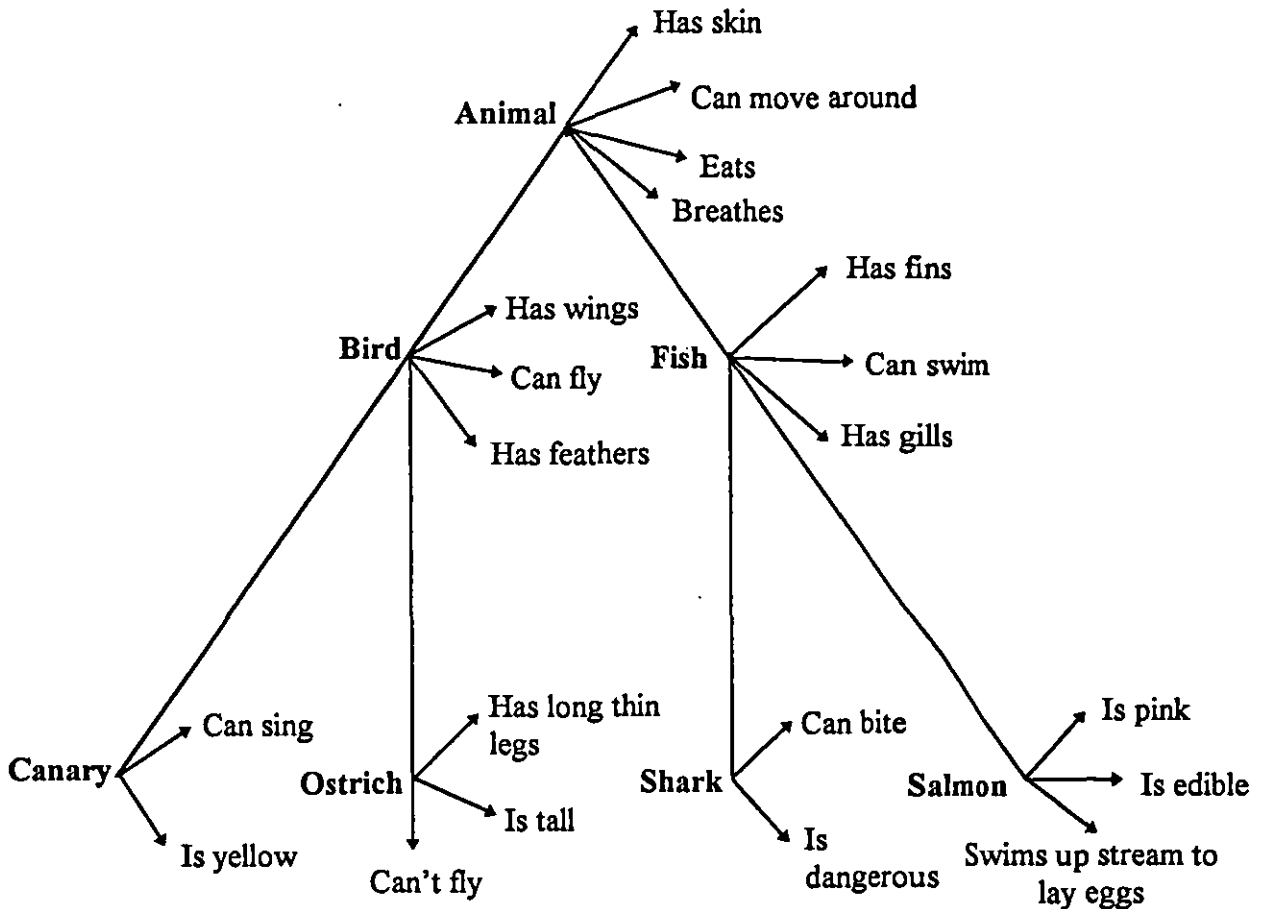 Has skin
Can move around
Animal
Eats
Breathes
Has fins
Has wings
Bird
Fish
Can swim
Can fly
Has gills
Has feathers
Has long thin
legs
Is pink
Can sing
Can bite
Canary
Ostrich
Shark
Salmon
Is edible
Is tall
Is yellow
Is
dangerous
Can't fly
Swims up stream to
lay eggs